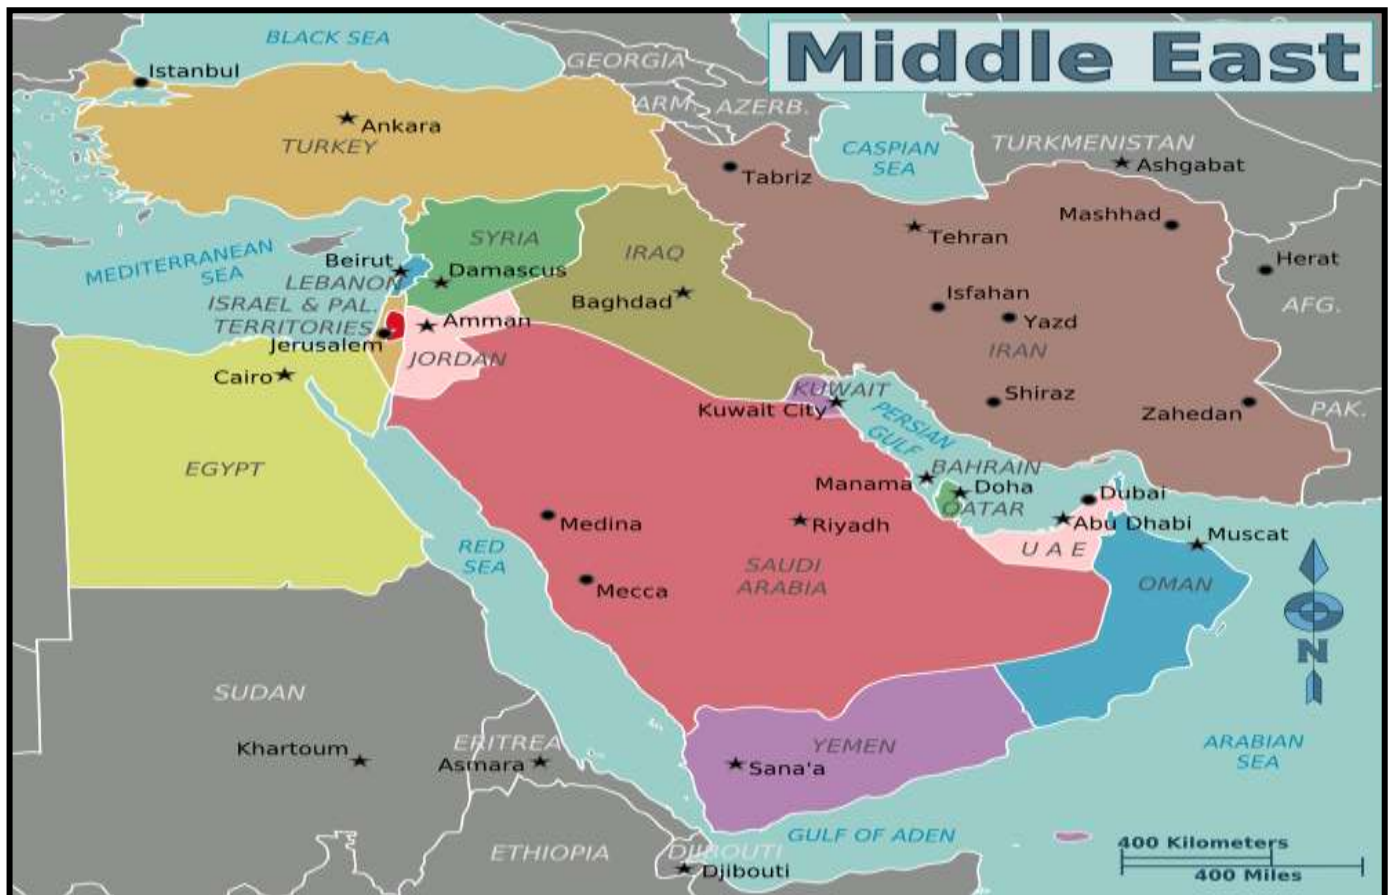 BLACK SEA
Middle East
GEORGIA
Istanbul
ARM.
AZERB.
Ankara
TURKEY
CASPIAN
SEA
TURKMENISTAN
Ashgabat
Tabriz
Mashhad
SYRIA
IRAQ
Tehran
MEDITERRANEAN
SEA
Beirut
Damascus
Herat
LEBANON
Baghdad
Isfahan
AFG.
ISRAEL & PAL.
TERRITORIES
Amman
Yazd
Jerusalem
JORDAN
IRAN
Cairo
KUWAIT
Shiraz
Kuwait City
PERSIAN
GULF
Zahedan
PAK.
EGYPT
BAHRAIN
Manama
Doha
Dubai
QATAR
Medina
Riyadh
Abu Dhabi
Muscat
RED
SEA
U A E
SAUDI
ARABIA
Mecca
OMAN
N
SUDAN
Khartoum
ERITREA
Asmara
YEMEN
Sana'a
ARABIAN
SEA
GULF OF ADEN
ETHIOPIA
DJIBOUTI
Djibouti
400 Kilometers
400 Miles